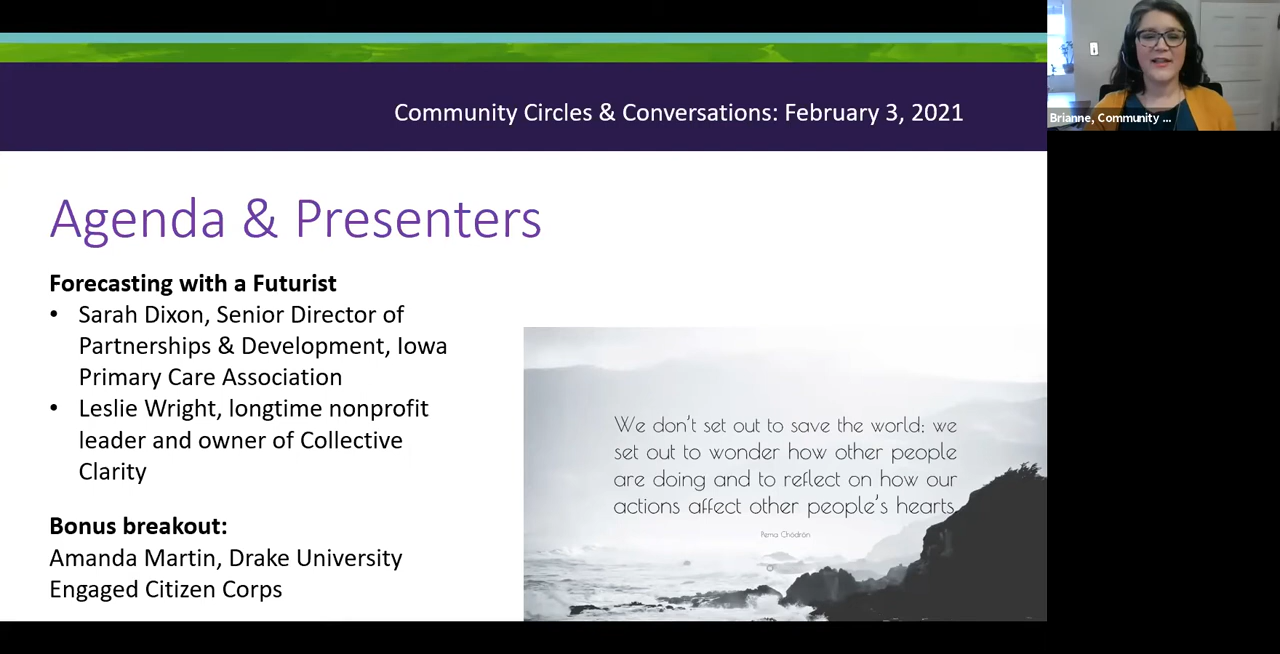 Community Circles & Conversations: February 3, 2021
Brianne, Community ...
Agenda & Presenters
Forecasting with a Futurist
• Sarah Dixon, Senior Director of
Partnerships & Development, Iowa
Primary Care Association
• Leslie Wright, longtime nonprofit
leader and owner of Collective
Clarity
Bonus breakout:
Amanda Martin, Drake University
Engaged Citizen Corps
We don't set out to save the world; we
set out to wonder how other people
are doing and to reflect on how our
actions affect other people's hearts.
Pema Chödrön